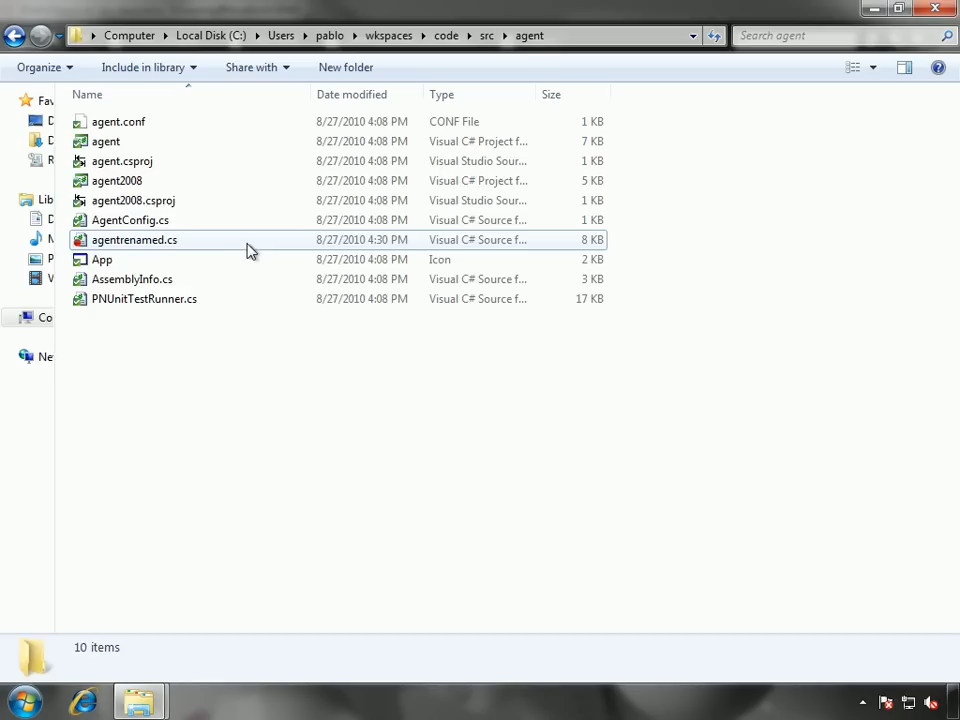 Computer Local Disk (C:) Users pablo wkspaces code src agent Search agent
Organize Include in library Share with New folder
Name Date modified Type Size
agent.conf 8/27/2010 4:08 PM CONF File 1 KB
agent 8/27/2010 4:08 PM Visual C# Project f... 7 KB
agent.csproj 8/27/2010 4:08 PM Visual Studio Sour... 1 KB
agent2008 8/27/2010 4:08 PM Visual C# Project f... 5 KB
agent2008.csproj 8/27/2010 4:08 PM Visual Studio Sour... 1 KB
AgentConfig.cs 8/27/2010 4:08 PM Visual C# Source f... 1 KB
agentrenamed.cs 8/27/2010 4:30 PM Visual C# Source f... 8 KB
App 8/27/2010 4:08 PM Icon 2 KB
AssemblyInfo.cs 8/27/2010 4:08 PM Visual C# Source f... 3 KB
PNUnitTestRunner.cs 8/27/2010 4:08 PM Visual C# Source f... 17 KB
Fav
D
D
R
Lib
D
M
P
V
Co
Ne
10 items